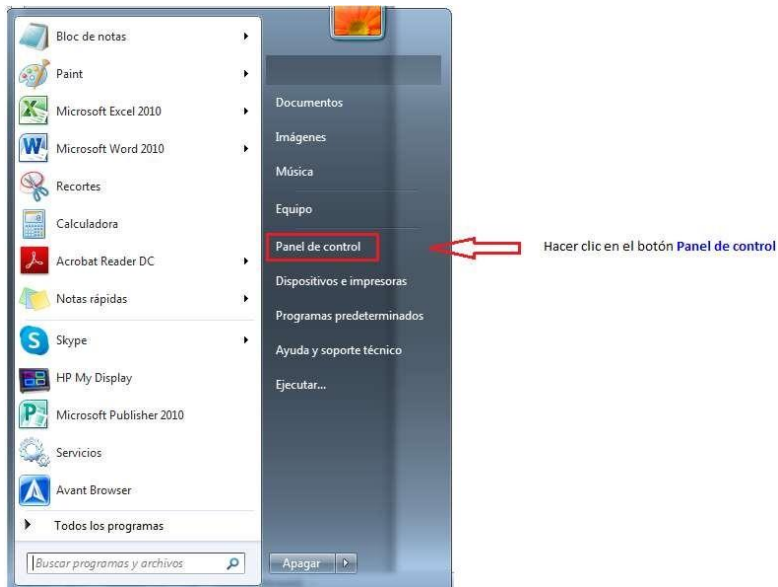 Bloc de notas
Paint
Microsoft Excel 2010
Microsoft Word 2010
Recortes
Calculadora
Acrobat Reader DC
Notas rápidas
Skype
HP My Display
Microsoft Publisher 2010
Servicios
Avant Browser
Todos los programas
Buscar programas y archivos
Documentos
Imágenes
Música
Equipo
Panel de control
Dispositivos e impresoras
Programas predeterminados
Ayuda y soporte técnico
Ejecutar...
Apagar
Hacer clic en el botón Panel de control